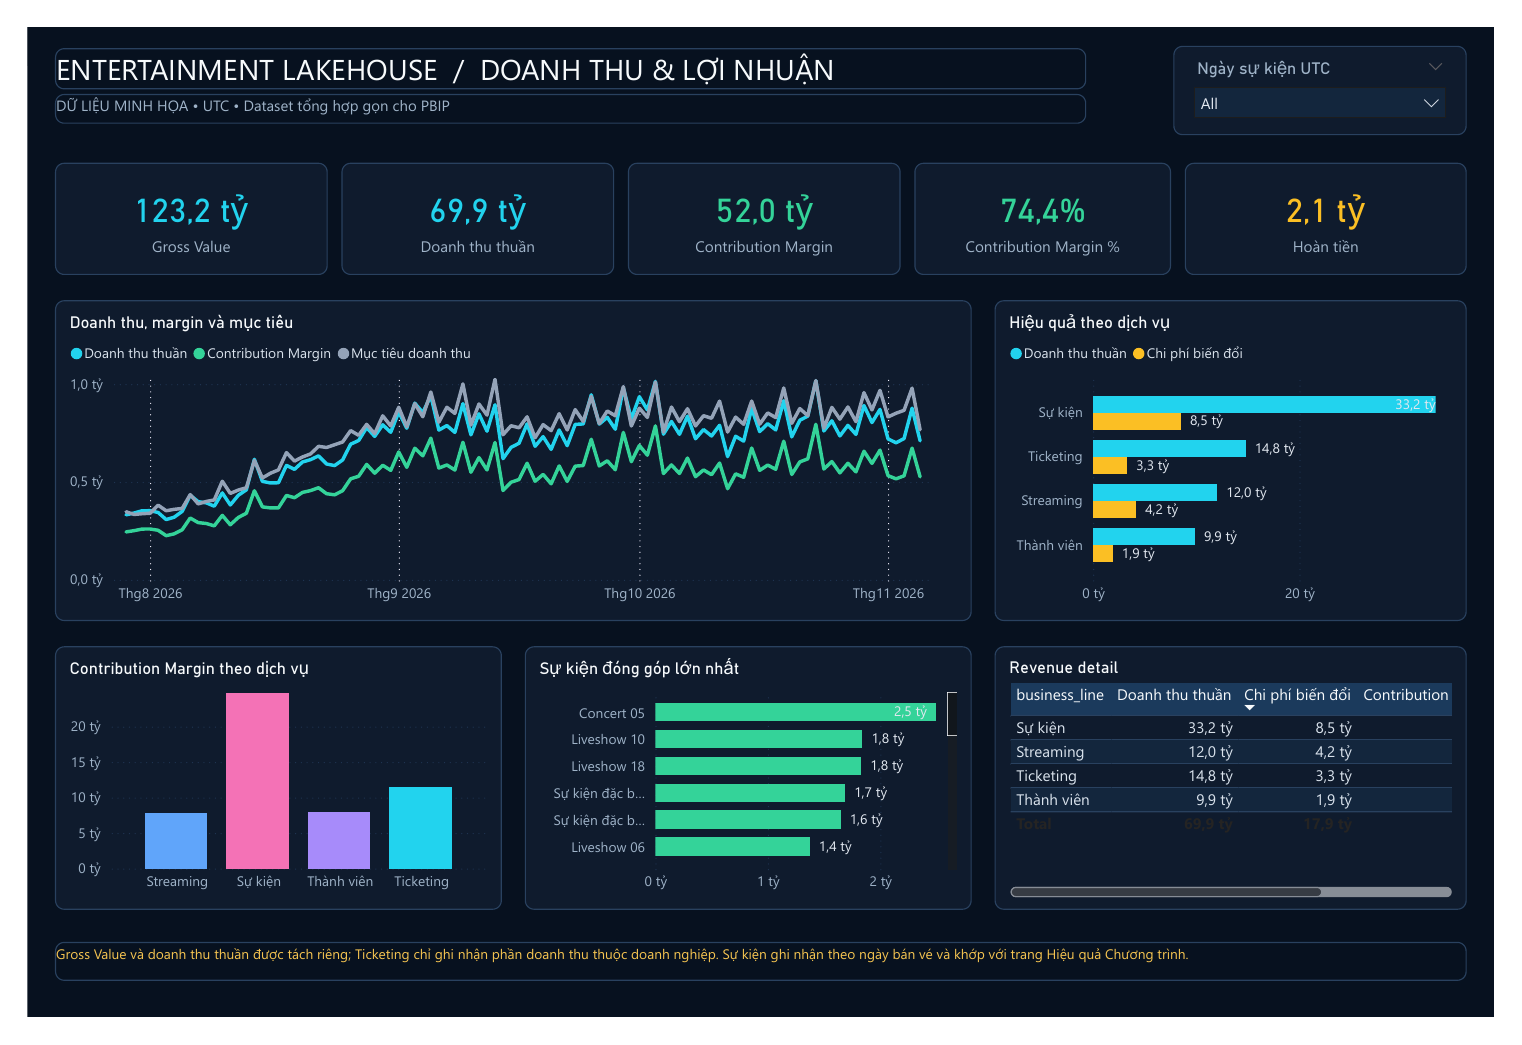 ENTERTAINMENT LAKEHOUSE / DOANH THU & LỢI NHUẬN
DỮ LIỆU MINH HỌA • UTC • Dataset tổng hợp gọn cho PBIP
Ngày sự kiện UTC
All
123,2 tỷ
Gross Value
69,9 tỷ
Doanh thu thuần
52,0 tỷ
Contribution Margin
74,4%
Contribution Margin %
2,1 tỷ
Hoàn tiền
Doanh thu, margin và mục tiêu
Doanh thu thuần Contribution Margin Mục tiêu doanh thu
1,0 tỷ
0,5 tỷ
0,0 tỷ
Thg8 2026 Thg9 2026 Thg10 2026 Thg11 2026
Hiệu quả theo dịch vụ
Doanh thu thuần Chi phí biến đổi
Sự kiện 33,2 tỷ
8,5 tỷ
Ticketing 14,8 tỷ
3,3 tỷ
Streaming 12,0 tỷ
4,2 tỷ
Thành viên 9,9 tỷ
1,9 tỷ
0 tỷ 20 tỷ
Contribution Margin theo dịch vụ
20 tỷ
15 tỷ
10 tỷ
5 tỷ
0 tỷ
Streaming Sự kiện Thành viên Ticketing
Sự kiện đóng góp lớn nhất
Concert 05 2,5 tỷ
Liveshow 10 1,8 tỷ
Liveshow 18 1,8 tỷ
Sự kiện đặc b... 1,7 tỷ
Sự kiện đặc b... 1,6 tỷ
Liveshow 06 1,4 tỷ
0 tỷ 1 tỷ 2 tỷ
Revenue detail
business_line Doanh thu thuần Chi phí biến đổi Contribution
Sự kiện 33,2 tỷ 8,5 tỷ
Streaming 12,0 tỷ 4,2 tỷ
Ticketing 14,8 tỷ 3,3 tỷ
Thành viên 9,9 tỷ 1,9 tỷ
Total 69,9 tỷ 17,9 tỷ
Gross Value và doanh thu thuần được tách riêng; Ticketing chỉ ghi nhận phần doanh thu thuộc doanh nghiệp. Sự kiện ghi nhận theo ngày bán vé và khớp với trang Hiệu quả Chương trình.